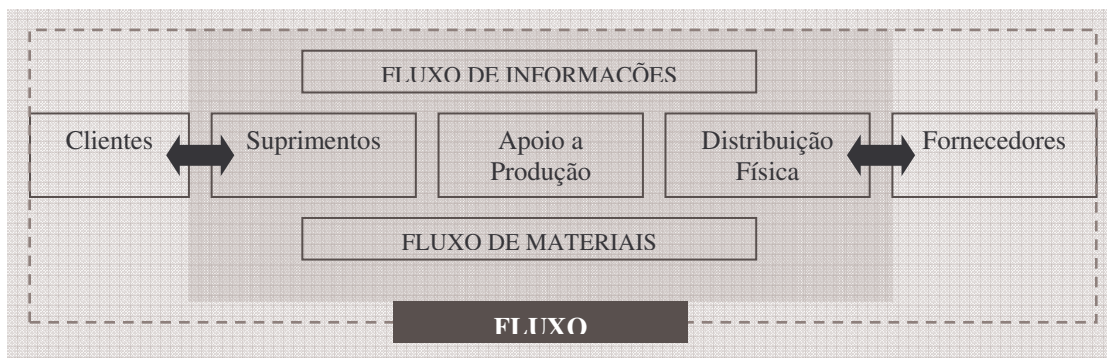 FLUXO DE INFORMAÇÕES
Clientes
Suprimentos
Apoio a
Produção
Distribuição
Física
Fornecedores
FLUXO DE MATERIAIS
FLUXO